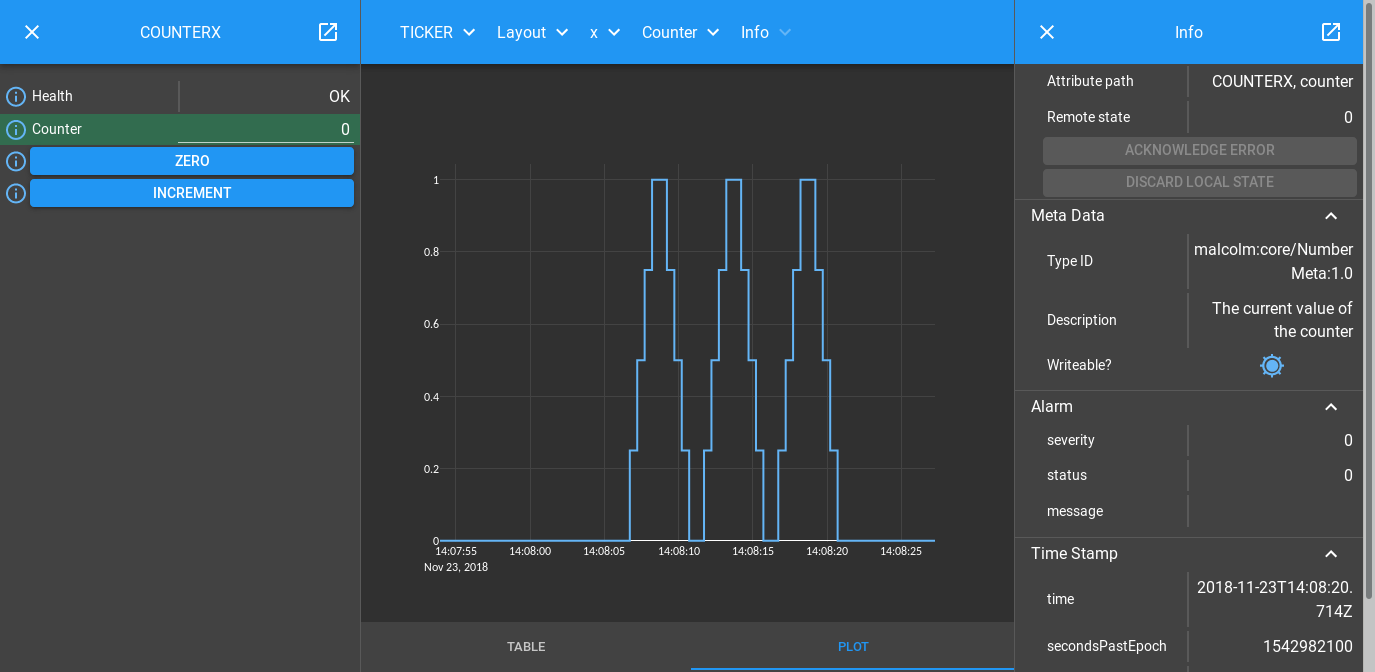 COUNTERX
Health OK
Counter 0
ZERO
INCREMENT
TICKER Layout x Counter Info
1
0.8
0.6
0.4
0.2
0
14:07:55 14:08:00 14:08:05 14:08:10 14:08:15 14:08:20 14:08:25
Nov 23, 2018
TABLE PLOT
Info
Attribute path COUNTERX, counter
Remote state 0
ACKNOWLEDGE ERROR
DISCARD LOCAL STATE
Meta Data
Type ID malcolm:core/Number
Meta:1.0
Description The current value of
the counter
Writeable?
Alarm
severity 0
status 0
message
Time Stamp
time 2018-11-23T14:08:20.
714Z
secondsPastEpoch 1542982100